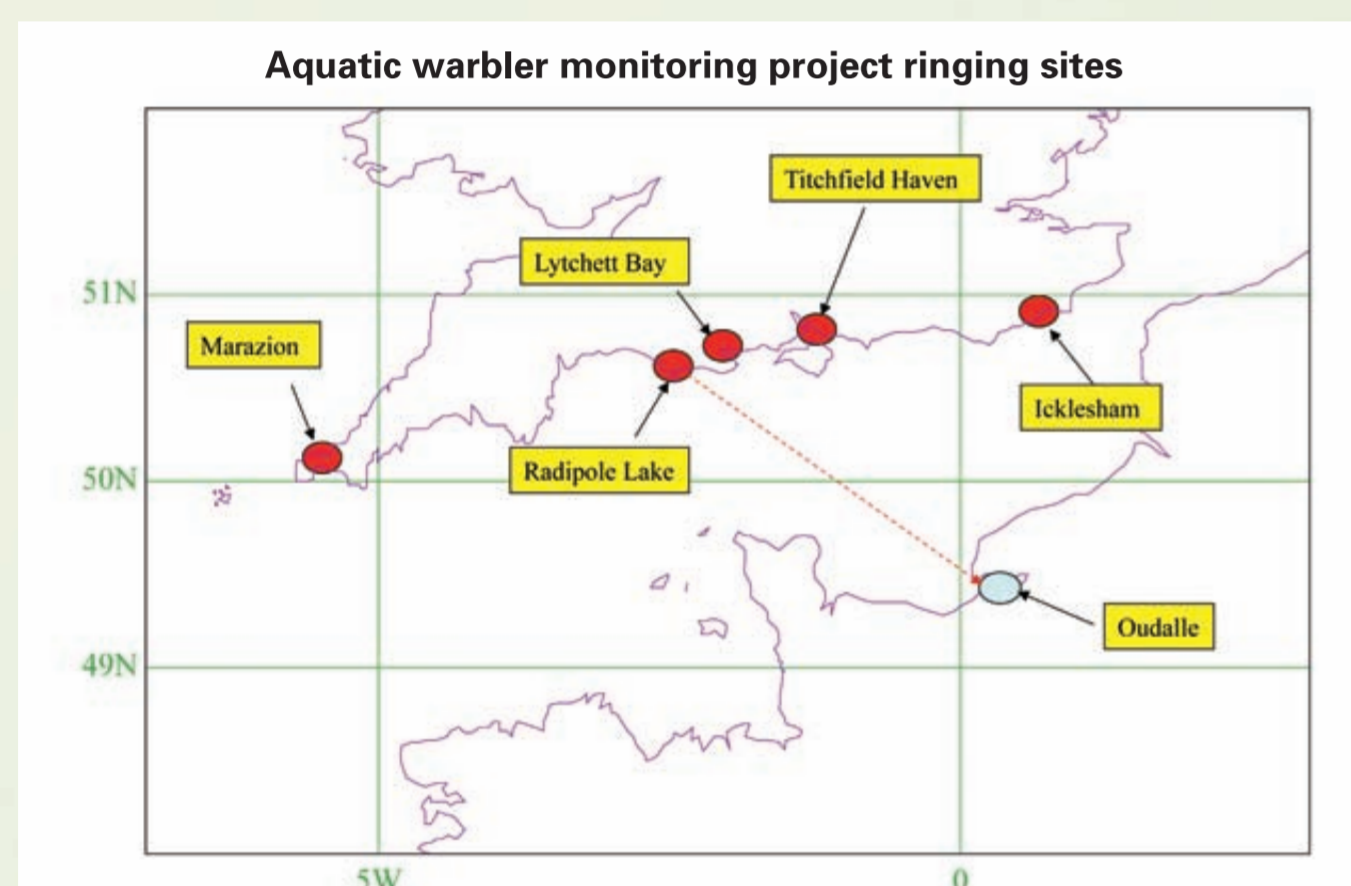 Aquatic warbler monitoring project ringing sites
Titchfield Haven
Lytchett Bay
51N
Marazion
Icklesham
Radipole Lake
50N
Oudalle
49N
5W
0